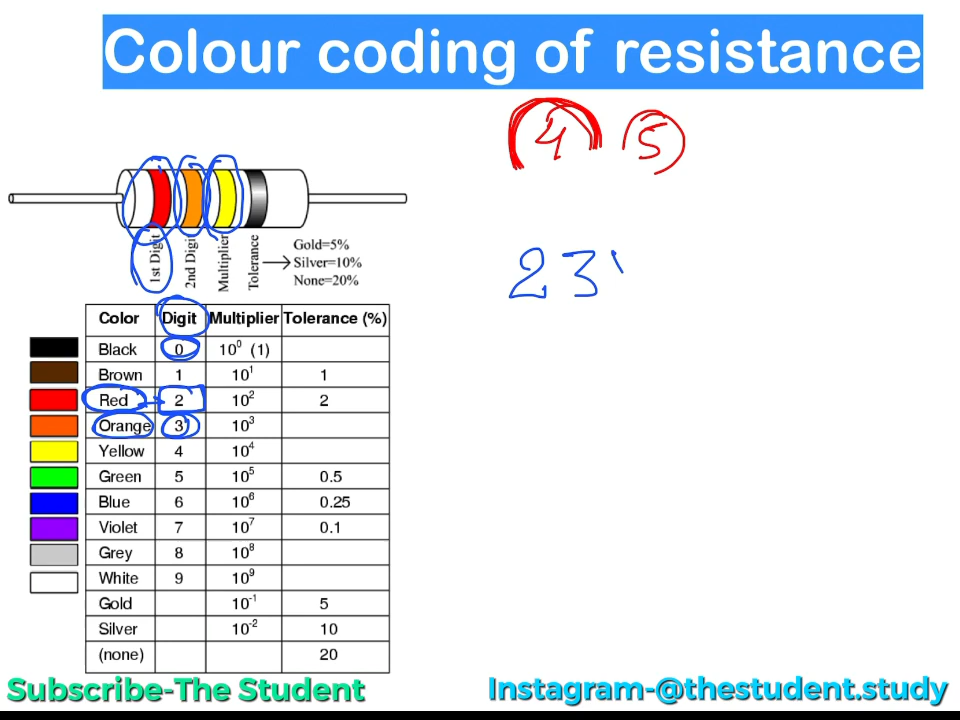 Colour coding of resistance
4 5
1st Digit
2nd Digit
Multiplier
Tolerance
Gold=5%
Silver=10%
None=20%
23
Color Digit Multiplier Tolerance (%)
Black 0 10⁰ (1)
Brown 1 10¹ 1
Red 2 10² 2
Orange 3 10³
Yellow 4 10⁴
Green 5 10⁵ 0.5
Blue 6 10⁶ 0.25
Violet 7 10⁷ 0.1
Grey 8 10⁸
White 9 10⁹
Gold 10⁻¹ 5
Silver 10⁻² 10
(none) 20
Subscribe-The Student
Instagram-@thestudent.study